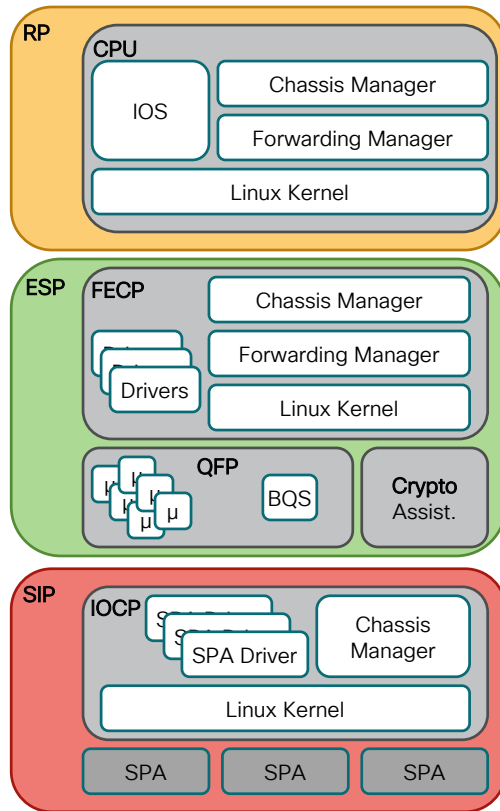 RP
CPU
IOS
Chassis Manager
Forwarding Manager
Linux Kernel
ESP
FECP
Chassis Manager
Forwarding Manager
Linux Kernel
Drivers
QFP
μ
μ
μ
μ
μ
μ
BQS
Crypto
Assist.
SIP
IOCP
SPA Driver
Chassis
Manager
Linux Kernel
SPA
SPA
SPA